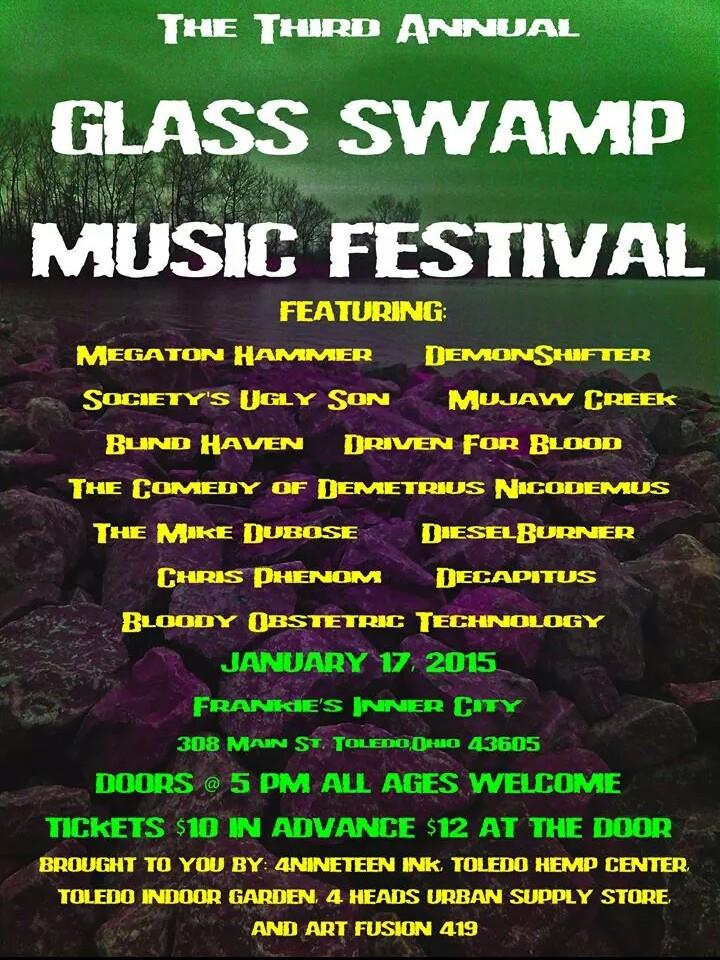 The Third Annual
Glass Swamp
Music Festival
Featuring:
Megaton Hammer DemonShifter
Society's Ugly Son Mujaw Creek
Blind Haven Driven For Blood
The Comedy of Demetrius Nicodemus
The Mike Dubose DieselBurner
Chris Phenom Decapitus
Bloody Obstetric Technology
January 17, 2015
Frankie's Inner City
308 Main St. Toledo,Ohio 43605
Doors @ 5 PM All Ages Welcome
Tickets $10 in Advance $12 at the Door
Brought to you by: 4Nineteen Ink, Toledo Hemp Center,
Toledo Indoor Garden, 4 Heads Urban Supply Store,
and Art Fusion 419